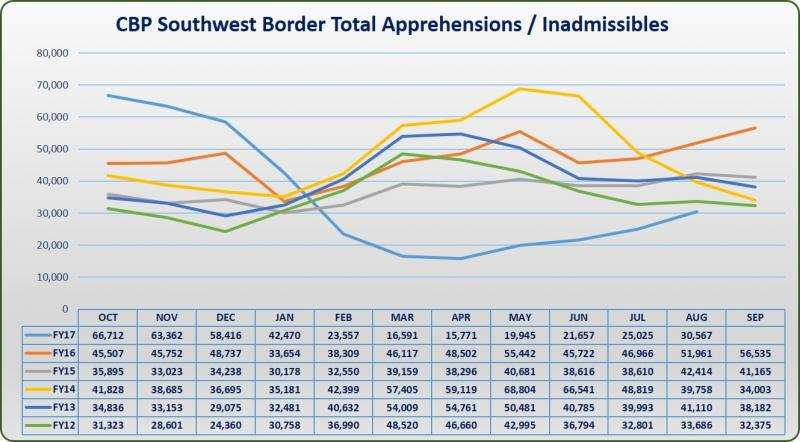 CBP Southwest Border Total Apprehensions / Inadmissibles
80,000
70,000
60,000
50,000
40,000
30,000
20,000
10,000
0
OCT NOV DEC JAN FEB MAR APR MAY JUN JUL AUG SEP
FY17 66,712 63,362 58,416 42,470 23,557 16,591 15,771 19,945 21,657 25,025 30,567
FY16 45,507 45,752 48,737 33,654 38,309 46,117 48,502 55,442 45,722 46,966 51,961 56,535
FY15 35,895 33,023 34,238 30,178 32,550 39,159 38,296 40,681 38,616 38,610 42,414 41,165
FY14 41,828 38,685 36,695 35,181 42,399 57,405 59,119 68,804 66,541 48,819 39,758 34,003
FY13 34,836 33,153 29,075 32,481 40,632 54,009 54,761 50,481 40,785 39,993 41,110 38,182
FY12 31,323 28,601 24,360 30,758 36,990 48,520 46,660 42,995 36,794 32,801 33,686 32,375